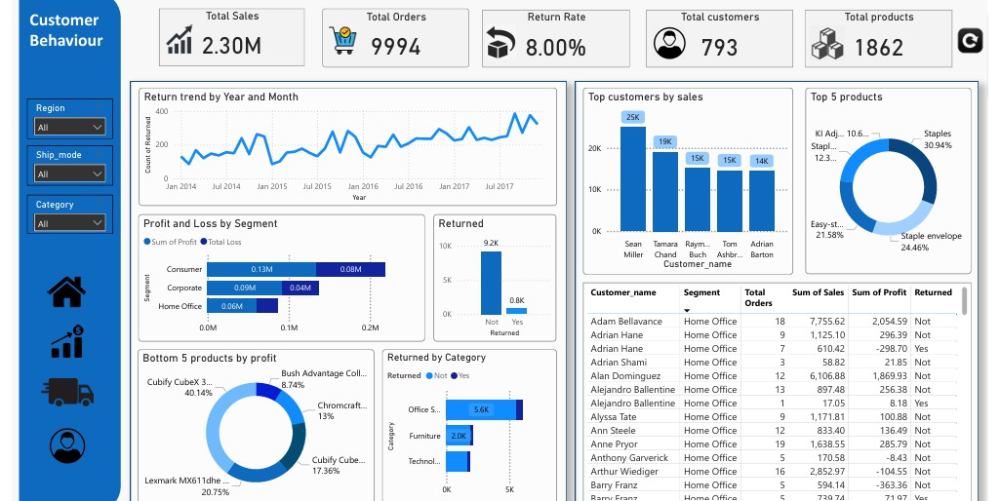 Customer
Behaviour
Region
All
Ship_mode
All
Category
All
Total Sales
2.30M
Total Orders
9994
Return Rate
8.00%
Total customers
793
Total products
1862
Return trend by Year and Month
Count of Returned
400
200
0
Jan 2014 Jul 2014 Jan 2015 Jul 2015 Jan 2016 Jul 2016 Jan 2017 Jul 2017
Year
Profit and Loss by Segment
Sum of Profit Total Loss
Segment
Consumer 0.13M 0.08M
Corporate 0.09M 0.04M
Home Office 0.06M
0.0M 0.1M 0.2M
Returned
10K
5K
0K
9.2K
0.8K
Not Yes
Returned
Bottom 5 products by profit
Cubify CubeX 3...
40.14%
Bush Advantage Coll...
8.74%
Chromcraft...
13%
Cubify Cube...
17.36%
Lexmark MX611dhe ...
20.75%
Returned by Category
Returned Not Yes
Category
Office S... 5.6K
Furniture 2.0K
Technol...
0K 5K
Top customers by sales
20K
0K
25K
19K
15K
15K
14K
Sean Miller
Tamara Chand
Raym... Buch
Tom Ashbr...
Adrian Barton
Customer_name
Top 5 products
KI Adj... 10.6...
Stapl...
12.3...
Staples
30.94%
Easy-st...
21.58%
Staple envelope
24.46%
Customer_name Segment Total Orders Sum of Sales Sum of Profit Returned
Adam Bellavance Home Office 18 7,755.62 2,054.59 Not
Adrian Hane Home Office 9 1,125.10 296.39 Not
Adrian Hane Home Office 7 610.42 -298.70 Yes
Adrian Shami Home Office 3 58.82 21.85 Not
Alan Dominguez Home Office 12 6,106.88 1,869.93 Not
Alejandro Ballentine Home Office 13 897.48 256.38 Not
Alejandro Ballentine Home Office 1 17.05 8.18 Yes
Alyssa Tate Home Office 9 1,171.81 100.88 Not
Ann Steele Home Office 12 833.40 136.49 Not
Anne Pryor Home Office 19 1,638.55 285.79 Not
Anthony Garverick Home Office 5 170.58 -8.43 Not
Arthur Wiediger Home Office 16 2,852.97 -104.55 Not
Barry Franz Home Office 5 594.14 -363.36 Not
Barry Franz Home Office 5 739.74 71.97 Yes